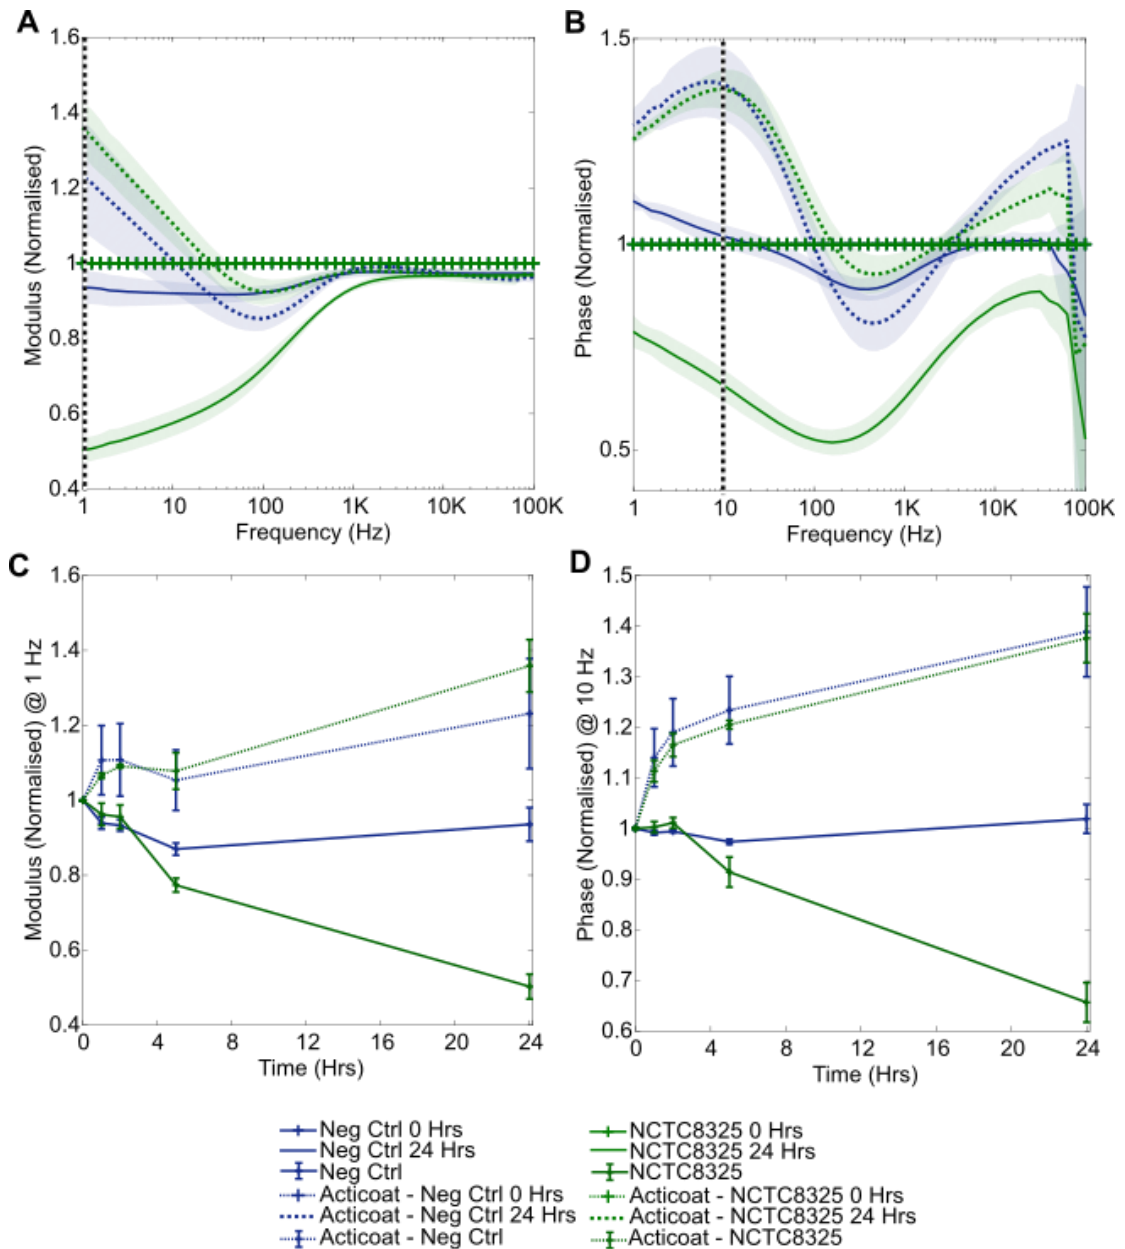 A
1.6
1.4
1.2
1
0.8
0.6
0.4
Modulus (Normalised)
1 10 100 1K 10K 100K
Frequency (Hz)
B
1.5
1
0.5
Phase (Normalised)
1 10 100 1K 10K 100K
Frequency (Hz)
C
1.6
1.4
1.2
1
0.8
0.6
0.4
Modulus (Normalised) @ 1 Hz
0 4 8 12 16 20 24
Time (Hrs)
D
1.5
1.4
1.3
1.2
1.1
1
0.9
0.8
0.7
0.6
Phase (Normalised) @ 10 Hz
0 4 8 12 16 20 24
Time (Hrs)
Neg Ctrl 0 Hrs
Neg Ctrl 24 Hrs
Neg Ctrl
Acticoat - Neg Ctrl 0 Hrs
Acticoat - Neg Ctrl 24 Hrs
Acticoat - Neg Ctrl
NCTC8325 0 Hrs
NCTC8325 24 Hrs
NCTC8325
Acticoat - NCTC8325 0 Hrs
Acticoat - NCTC8325 24 Hrs
Acticoat - NCTC8325